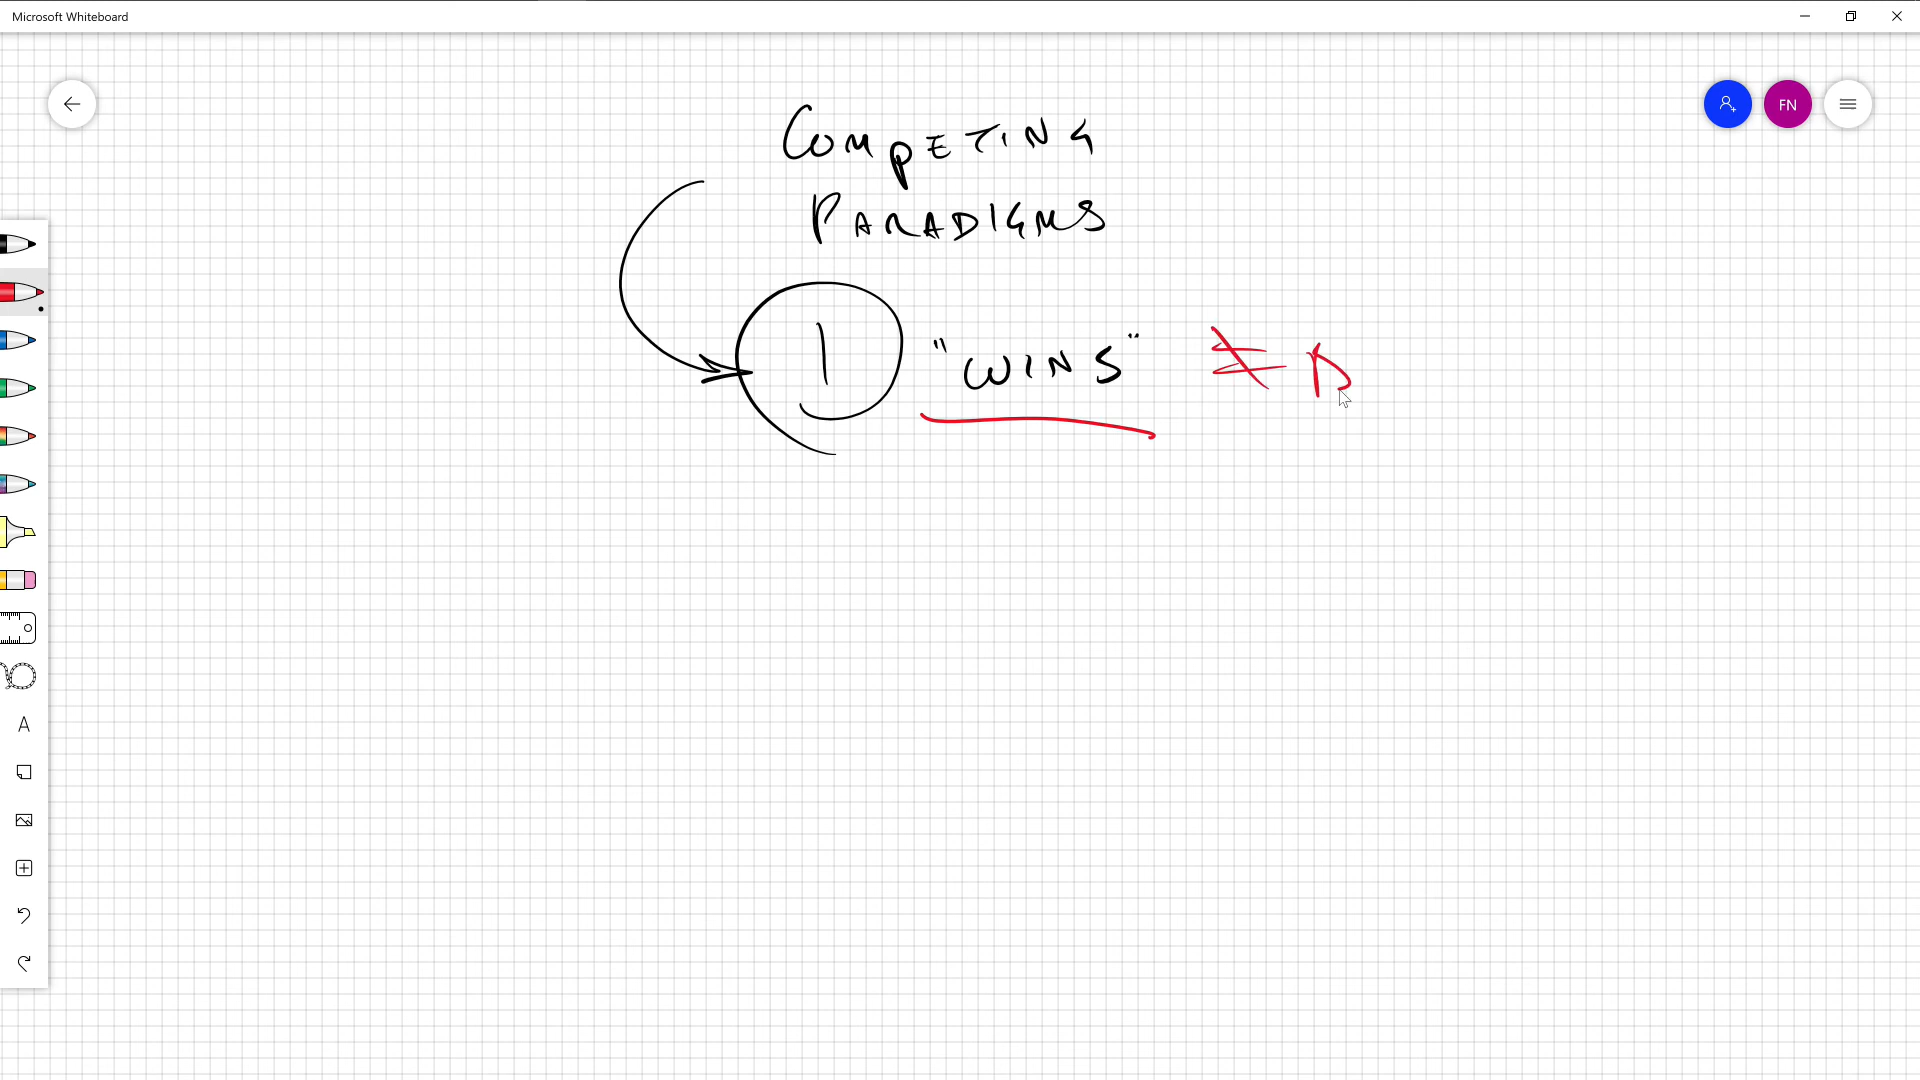 Microsoft Whiteboard
FN
COMPETING
PARADIGMS
1 "WINS" ≠
A